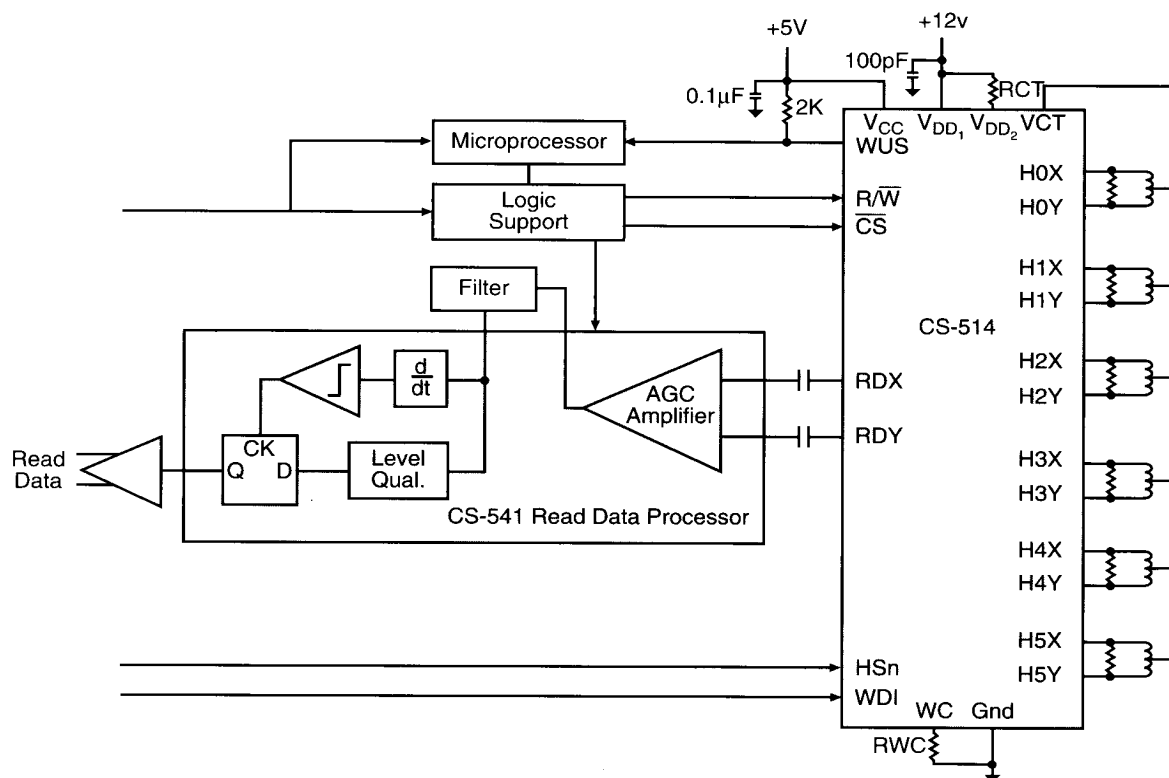 +5V
+12v
100pF
0.1µF
2K
RCT
VCC
VDD1
VDD2
VCT
WUS
Microprocessor
Logic
Support
R/W̅
C̅S̅
H0X
H0Y
Filter
H1X
H1Y
CS-514
d
dt
AGC
Amplifier
RDX
RDY
H2X
H2Y
Read
Data
CK
Q
D
Level
Qual.
CS-541 Read Data Processor
H3X
H3Y
H4X
H4Y
HSn
WDI
H5X
H5Y
WC
Gnd
RWC